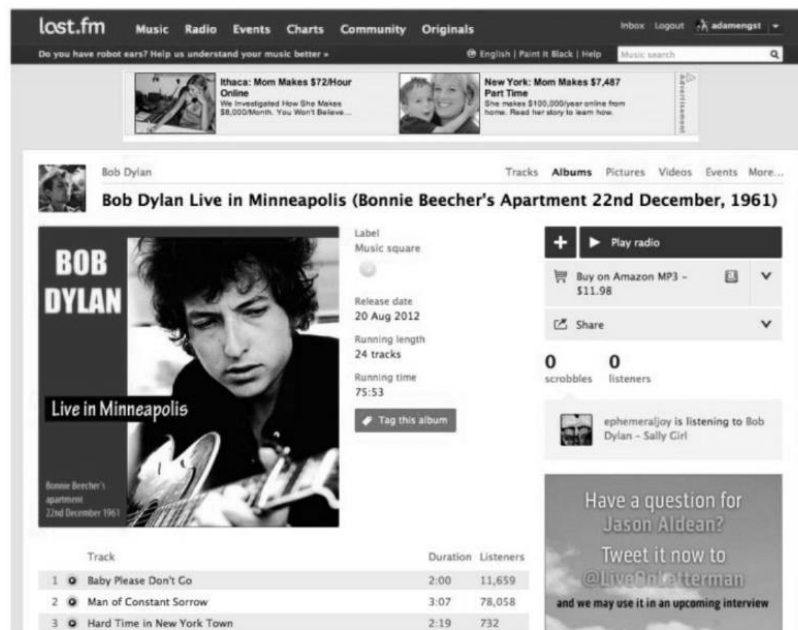 last.fm Music Radio Events Charts Community Originals Inbox Logout adamengst
Do you have robot ears? Help us understand your music better » English | Paint It Black | Help Music search
Ithaca: Mom Makes $72/Hour
Online
We Investigated How She Makes
$8,000/Month. You Won't Believe...
New York: Mom Makes $7,487
Part Time
She makes $100,000/year online from
home. Read her story to learn how.
Advertisement
Bob Dylan Tracks Albums Pictures Videos Events More...
Bob Dylan Live in Minneapolis (Bonnie Beecher's Apartment 22nd December, 1961)
BOB
DYLAN
Live in Minneapolis
Bonnie Beecher's
apartment
22nd December 1961
Label
Music square
Release date
20 Aug 2012
Running length
24 tracks
Running time
75:53
Tag this album
Play radio
Buy on Amazon MP3 –
$11.98
Share
0 0
scrobbles listeners
ephemeraljoy is listening to Bob
Dylan – Sally Girl
Have a question for
Jason Aldean?
Tweet it now to
@LiveOnLetterman
and we may use it in an upcoming interview
Track Duration Listeners
1 Baby Please Don't Go 2:00 11,659
2 Man of Constant Sorrow 3:07 78,058
3 Hard Time in New York Town 2:19 732